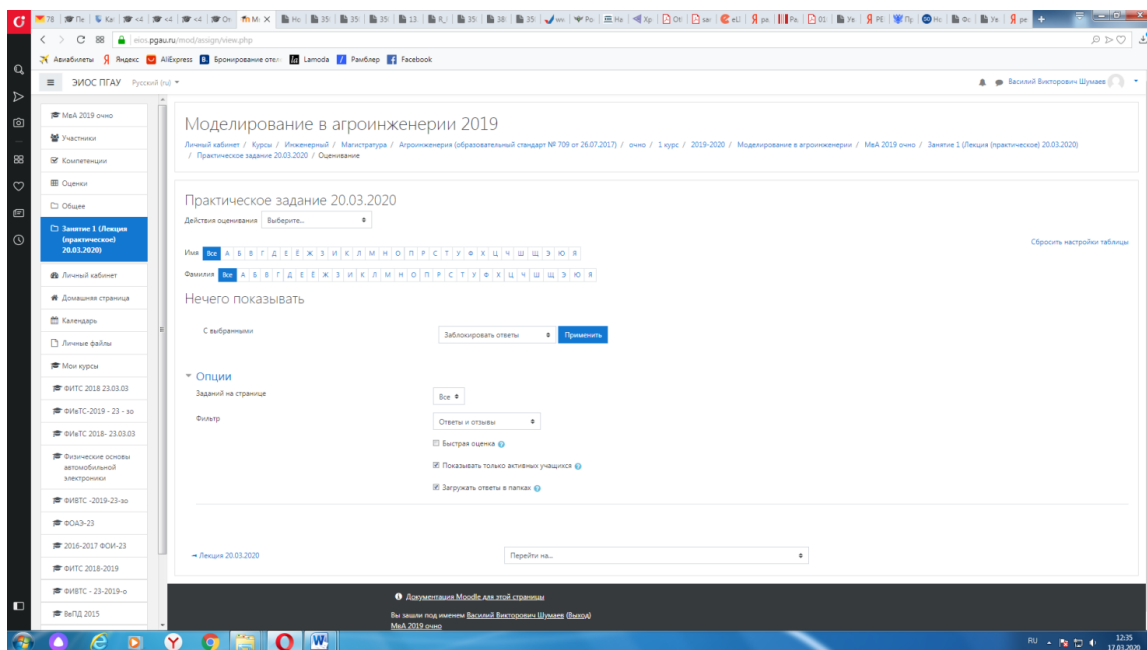 eios.pgau.ru/mod/assign/view.php
Авиабилеты Яндекс AliExpress Бронирование отел Lamoda Рамблер Facebook
ЭИОС ПГАУ Русский (ru)
Василий Викторович Шумаев
МвА 2019 очно
Участники
Компетенции
Оценки
Общее
Занятие 1 (Лекция
(практическое)
20.03.2020)
Личный кабинет
Домашняя страница
Календарь
Личные файлы
Мои курсы
ФИТС 2018 23.03.03
ФИвТС-2019 - 23 - зо
ФИвТС 2018- 23.03.03
Физические основы
автомобильной
электроники
ФИВТС -2019-23-зо
ФОАЭ-23
2016-2017 ФОИ-23
ФИТС 2018-2019
ФИВТС - 23-2019-о
ВвПД 2015
Моделирование в агроинженерии 2019
Личный кабинет / Курсы / Инженерный / Магистратура / Агроинженерия (образовательный стандарт № 709 от 26.07.2017) / очно / 1 курс / 2019-2020 / Моделирование в агроинженерии / МвА 2019 очно / Занятие 1 (Лекция (практическое) 20.03.2020)
/ Практическое задание 20.03.2020 / Оценивание
Практическое задание 20.03.2020
Действия оценивания Выберите...
Сбросить настройки таблицы
Имя Все А Б В Г Д Е Ё Ж З И К Л М Н О П Р С Т У Ф Х Ц Ч Ш Щ Э Ю Я
Фамилия Все А Б В Г Д Е Ё Ж З И К Л М Н О П Р С Т У Ф Х Ц Ч Ш Щ Э Ю Я
Нечего показывать
С выбранными Заблокировать ответы Применить
Опции
Заданий на странице Все
Фильтр Ответы и отзывы
Быстрая оценка
Показывать только активных учащихся
Загружать ответы в папках
→ Лекция 20.03.2020 Перейти на...
Документация Moodle для этой страницы
Вы зашли под именем Василий Викторович Шумаев (Выход)
МвА 2019 очно
RU 12:35
17.03.2020